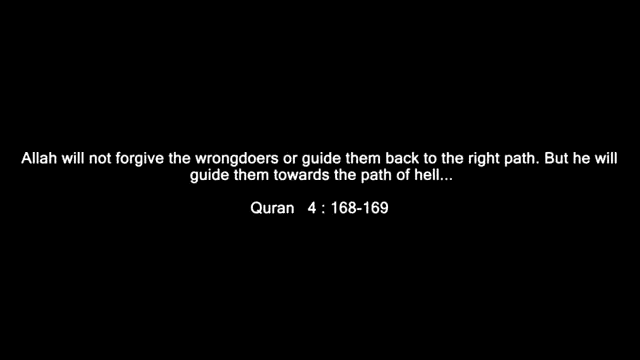 Allah will not forgive the wrongdoers or guide them back to the right path. But he will
guide them towards the path of hell...
Quran 4 : 168-169